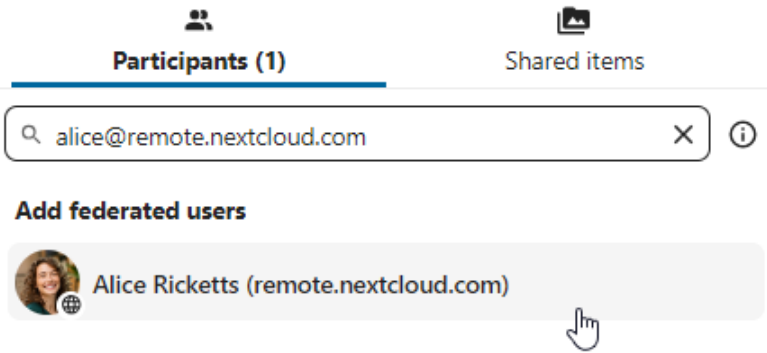 Participants (1)
Shared items
alice@remote.nextcloud.com
Add federated users
Alice Ricketts (remote.nextcloud.com)